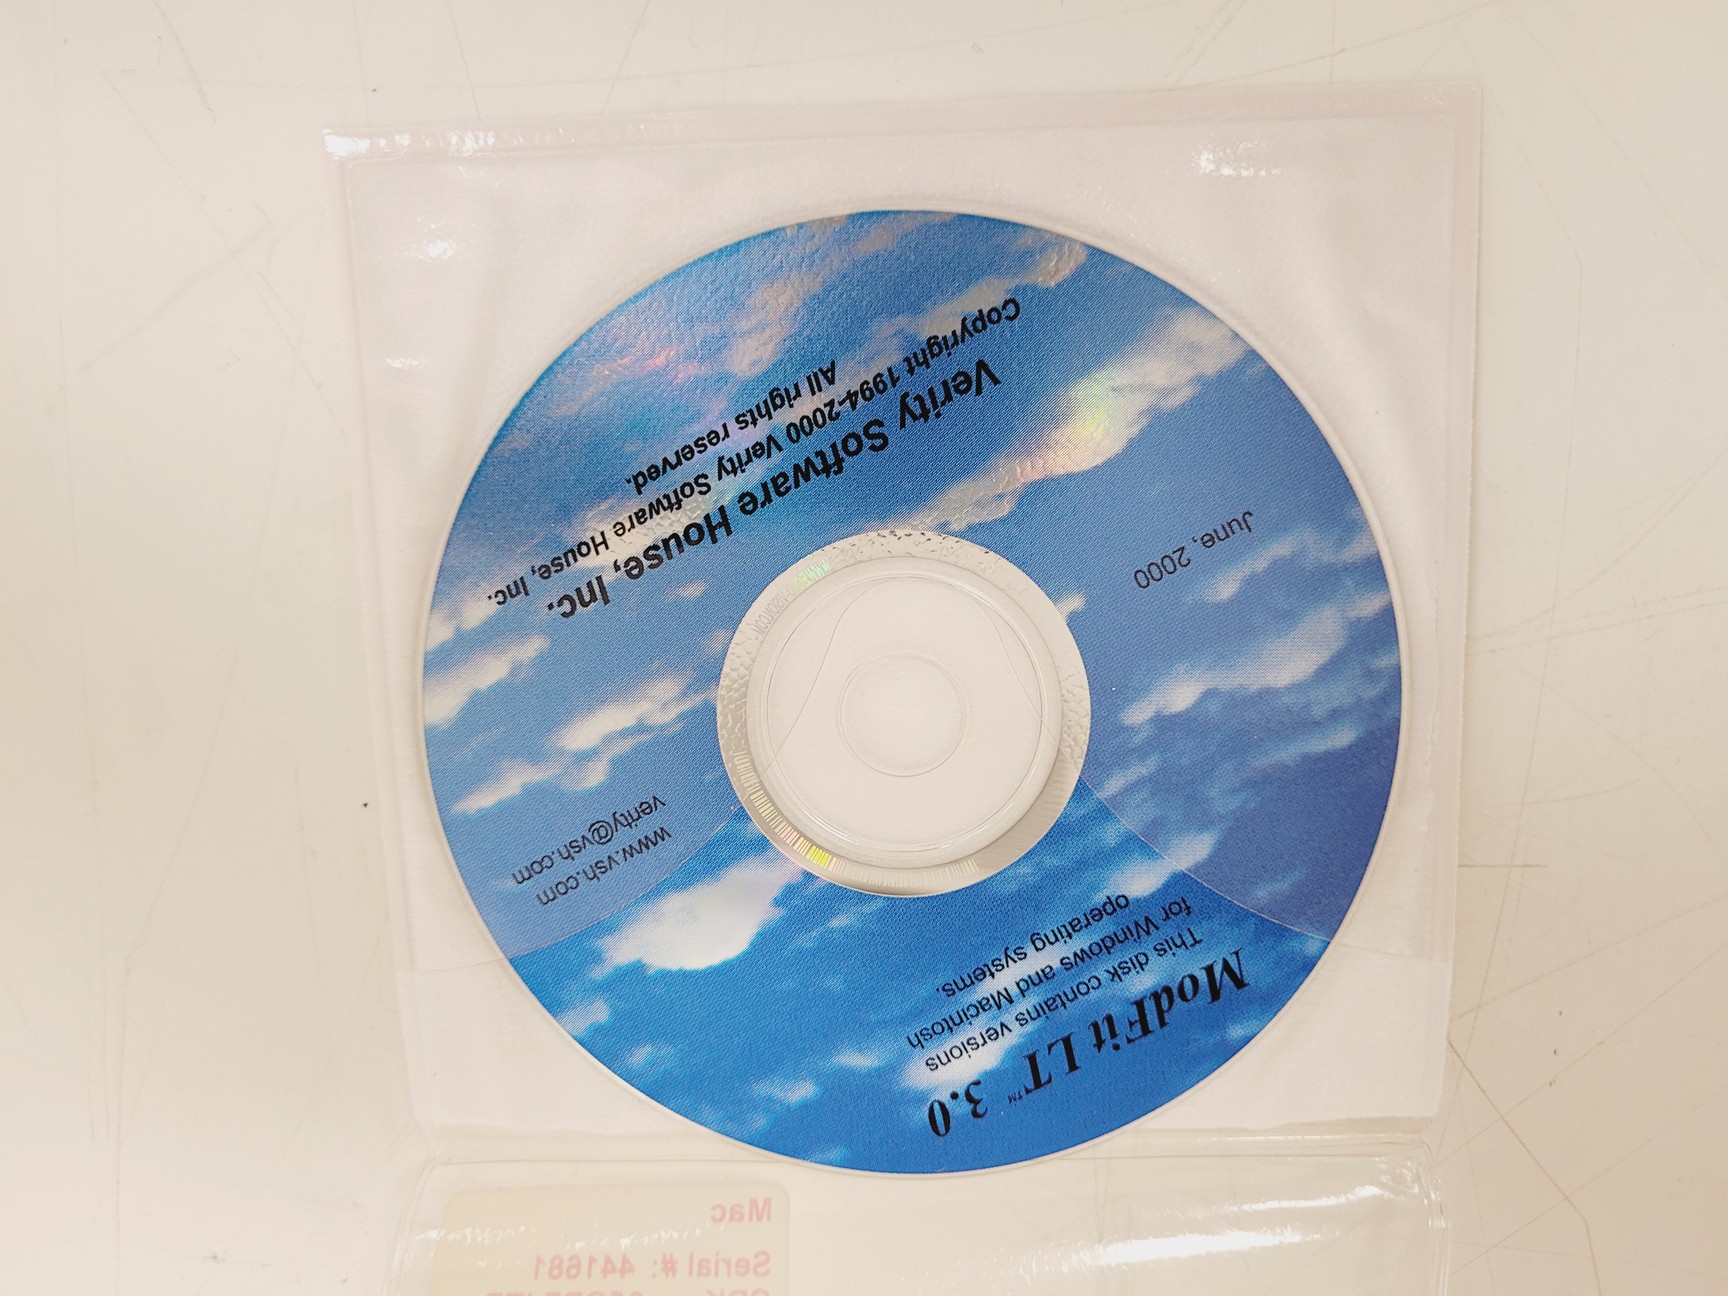 ModFit LT™ 3.0
This disk contains versions
for Windows and Macintosh
operating systems.
www.vsh.com
verity@vsh.com
June, 2000
Verity Software House, Inc.
Copyright 1994-2000 Verity Software House, Inc.
All rights reserved.
Mac
Serial #: 441681